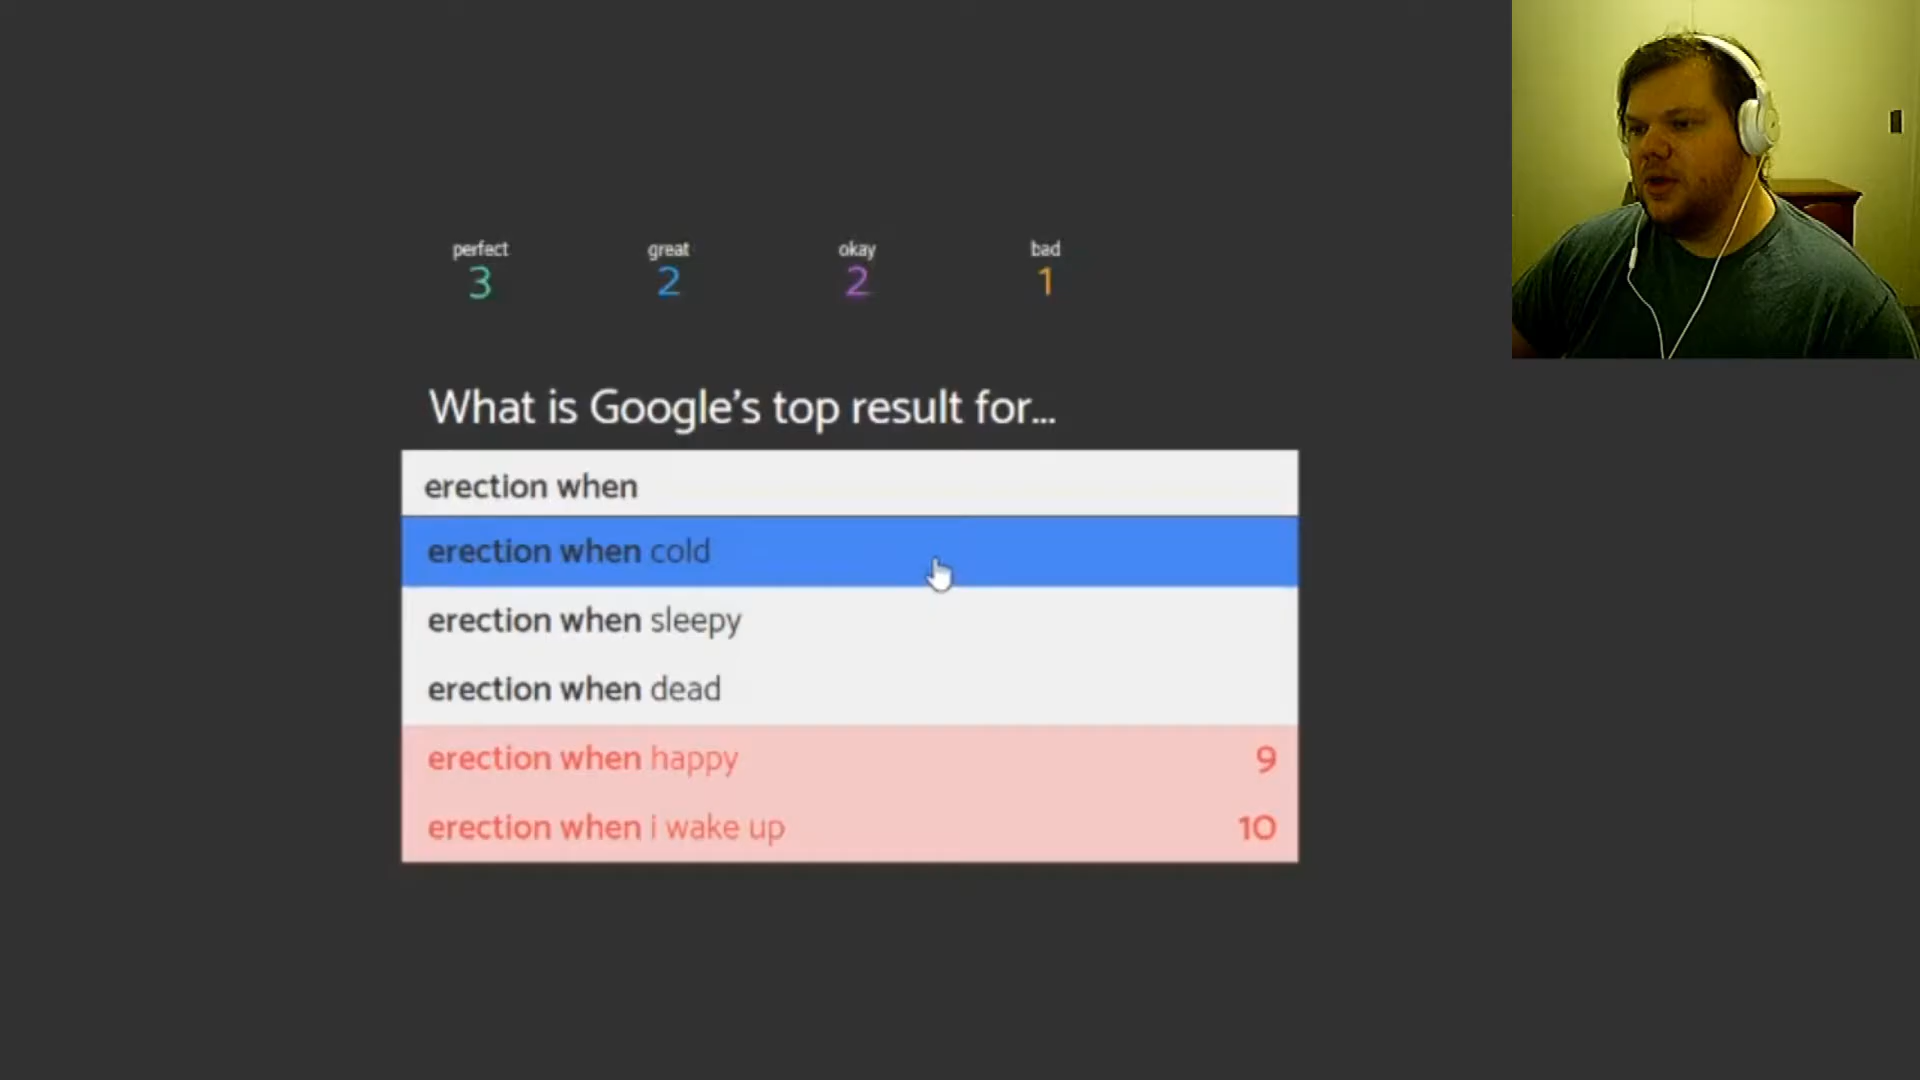 perfect great okay bad
3 2 2 1
What is Google's top result for...
erection when
erection when cold
erection when sleepy
erection when dead
erection when happy 9
erection when i wake up 10